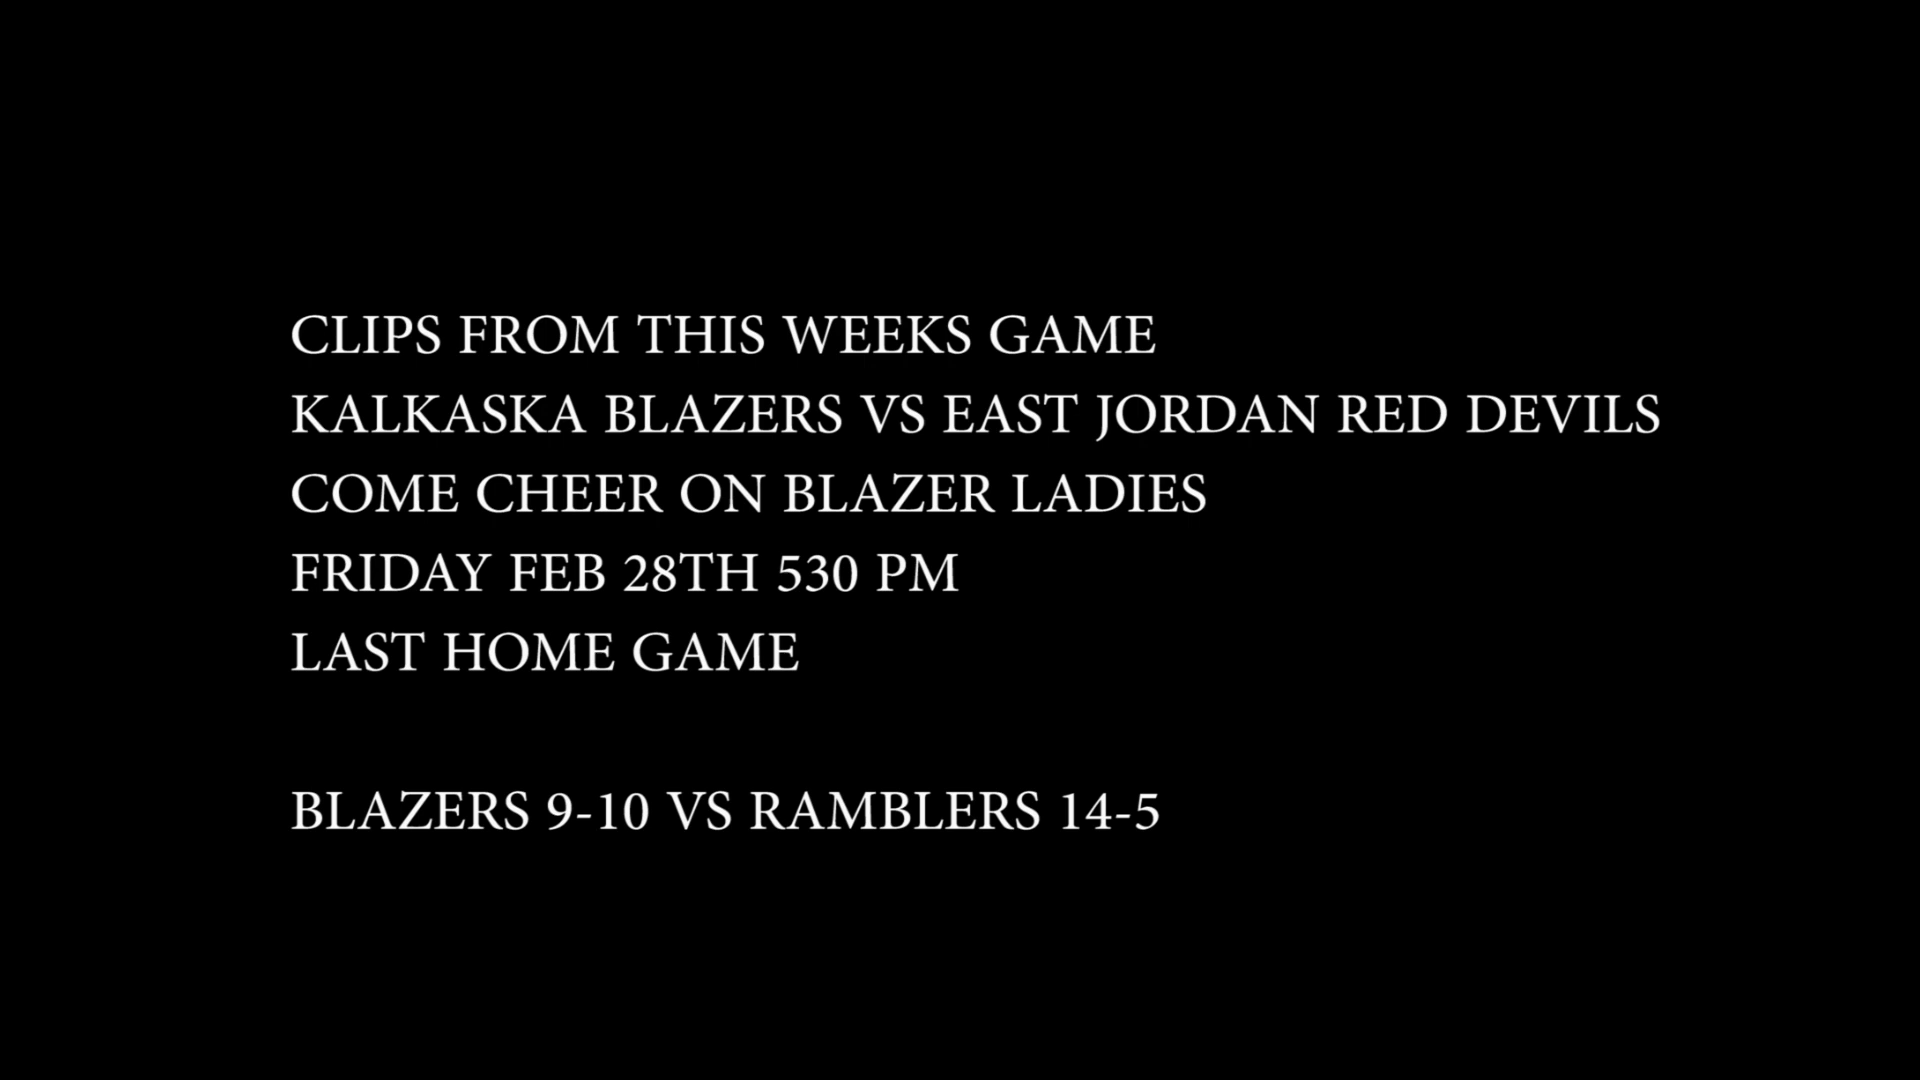 CLIPS FROM THIS WEEKS GAME
KALKASKA BLAZERS VS EAST JORDAN RED DEVILS
COME CHEER ON BLAZER LADIES
FRIDAY FEB 28TH 530 PM
LAST HOME GAME
BLAZERS 9-10 VS RAMBLERS 14-5